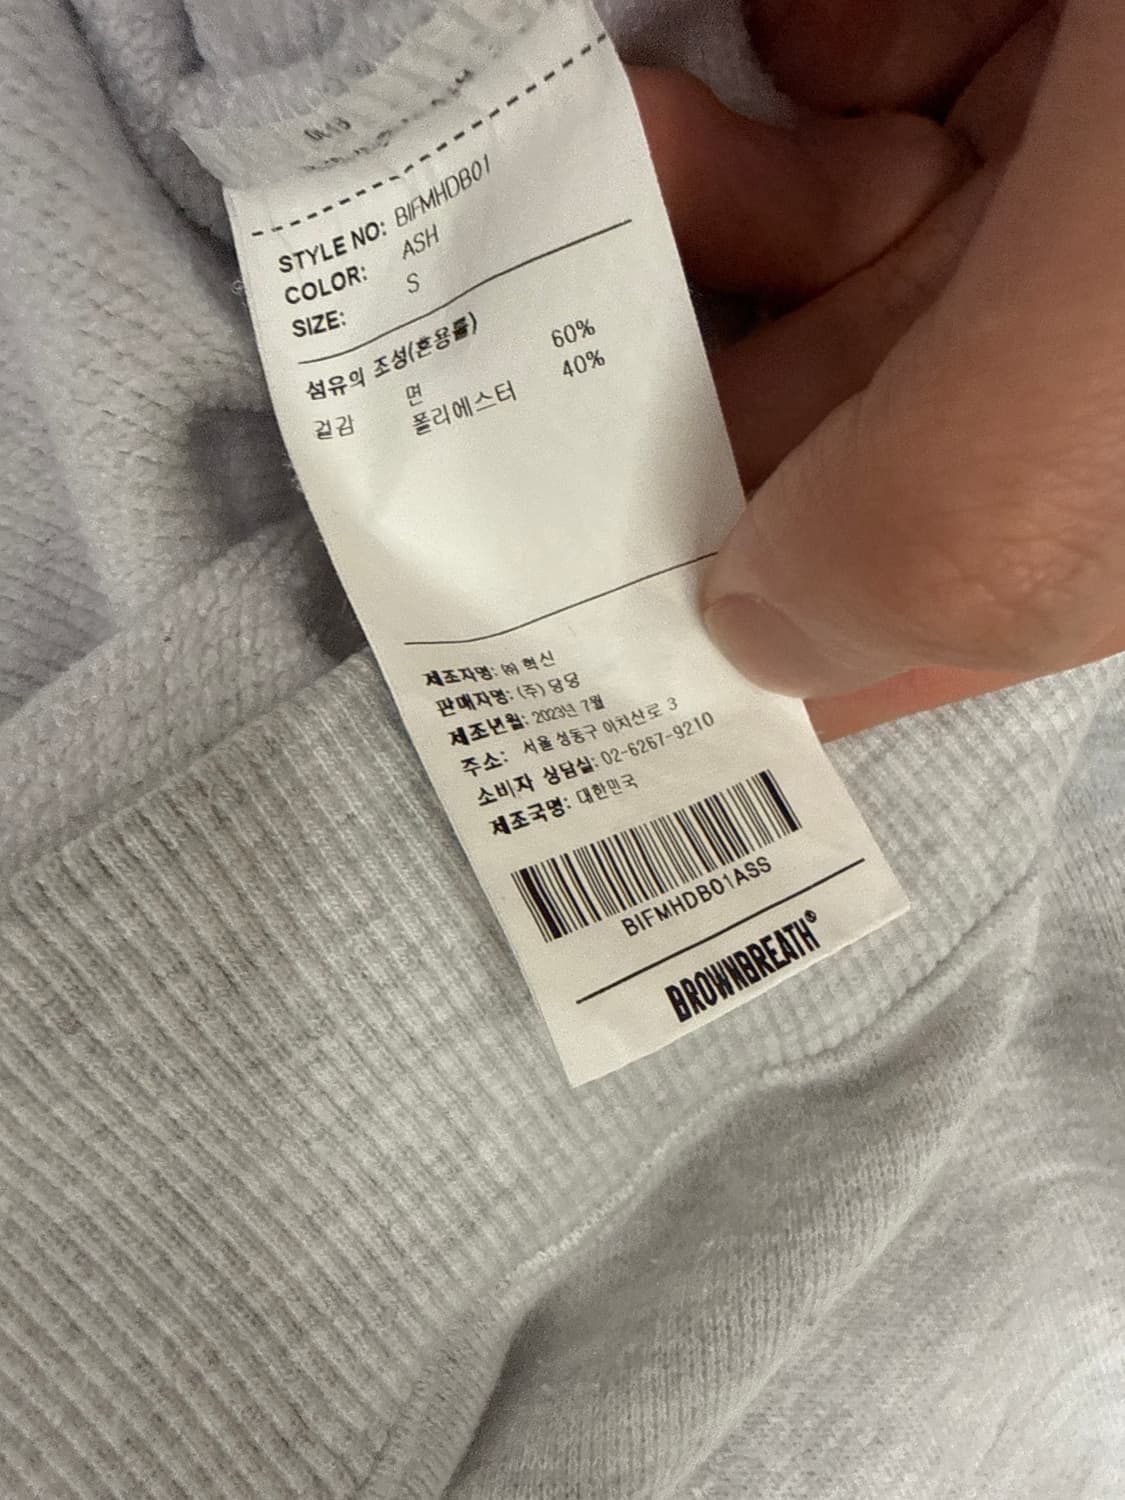 STYLE NO: BIFMHDB01
COLOR: ASH
SIZE: S
섬유의 조성(혼용률)
겉감 면 60%
폴리에스터 40%
제조자명: ㈜ 혁신
판매자명: (주) 당당
제조년월: 2023년 7월
주소: 서울 성동구 아차산로 3
소비자 상담실: 02-6267-9210
제조국명: 대한민국
BIFMHDB01ASS
BROWNBREATH®